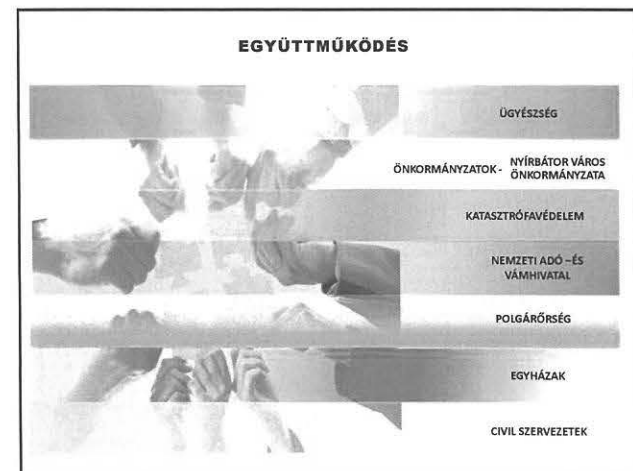 EGYÜTTMŰKÖDÉS
ÜGYÉSZSÉG
ÖNKORMÁNYZATOK - NYÍRBÁTOR VÁROS
ÖNKORMÁNYZATA
KATASZTRÓFAVÉDELEM
NEMZETI ADÓ –ÉS
VÁMHIVATAL
POLGÁRŐRSÉG
EGYHÁZAK
CIVIL SZERVEZETEK